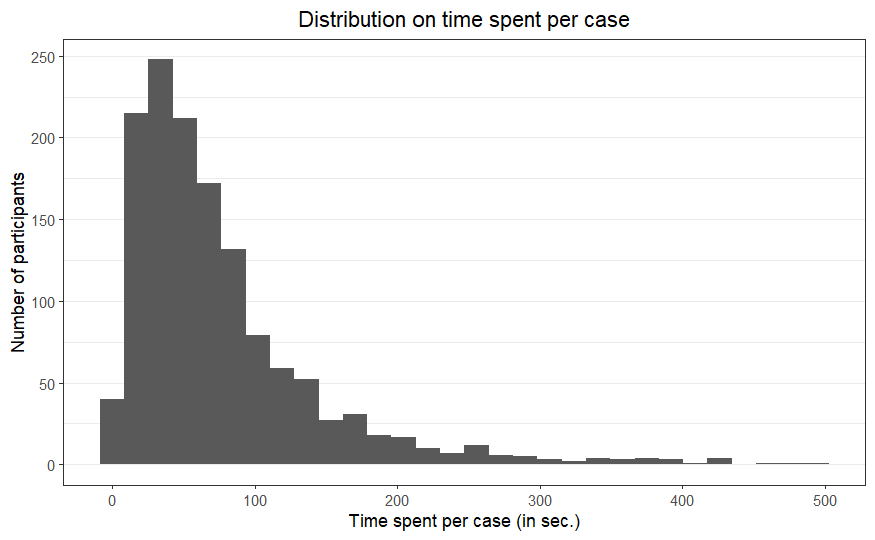 Distribution on time spent per case
Number of participants
250
200
150
100
50
0
0 100 200 300 400 500
Time spent per case (in sec.)